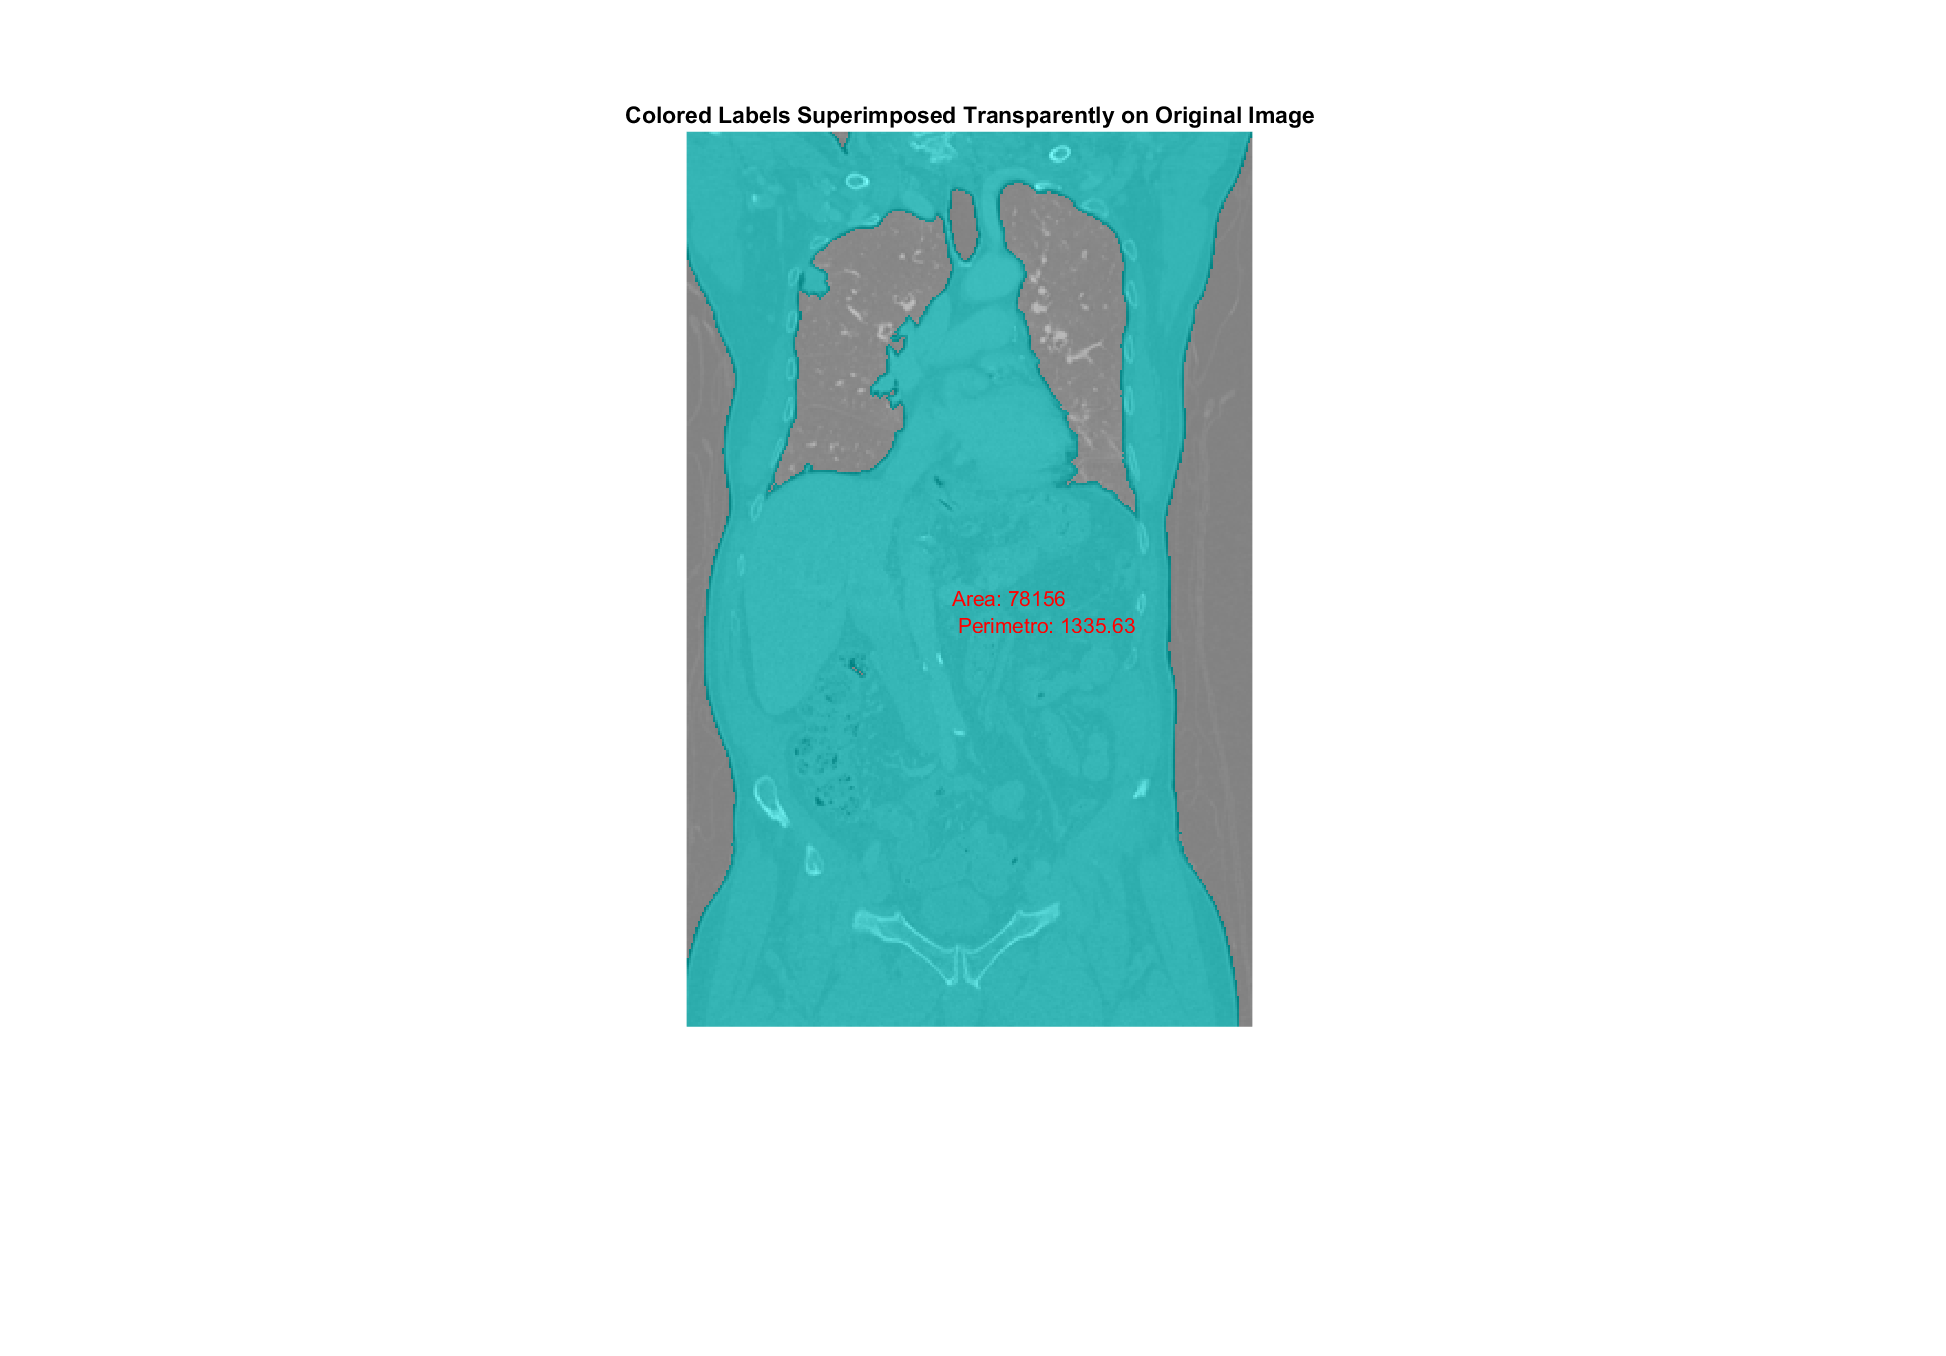 Colored Labels Superimposed Transparently on Original Image
Area: 78156
Perimetro: 1335.63